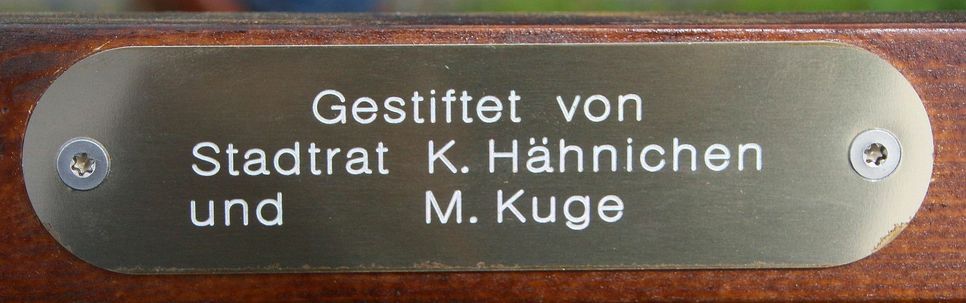 Gestiftet von
Stadtrat K. Hähnichen
und M. Kuge